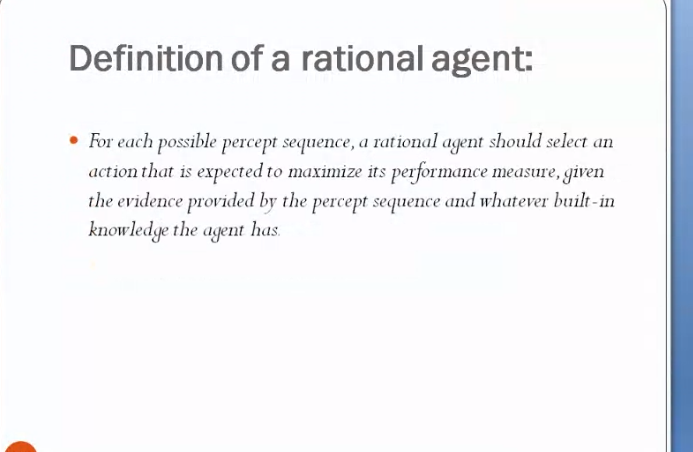 Definition of a rational agent:
For each possible percept sequence, a rational agent should select an
action that is expected to maximize its performance measure, given
the evidence provided by the percept sequence and whatever built-in
knowledge the agent has.